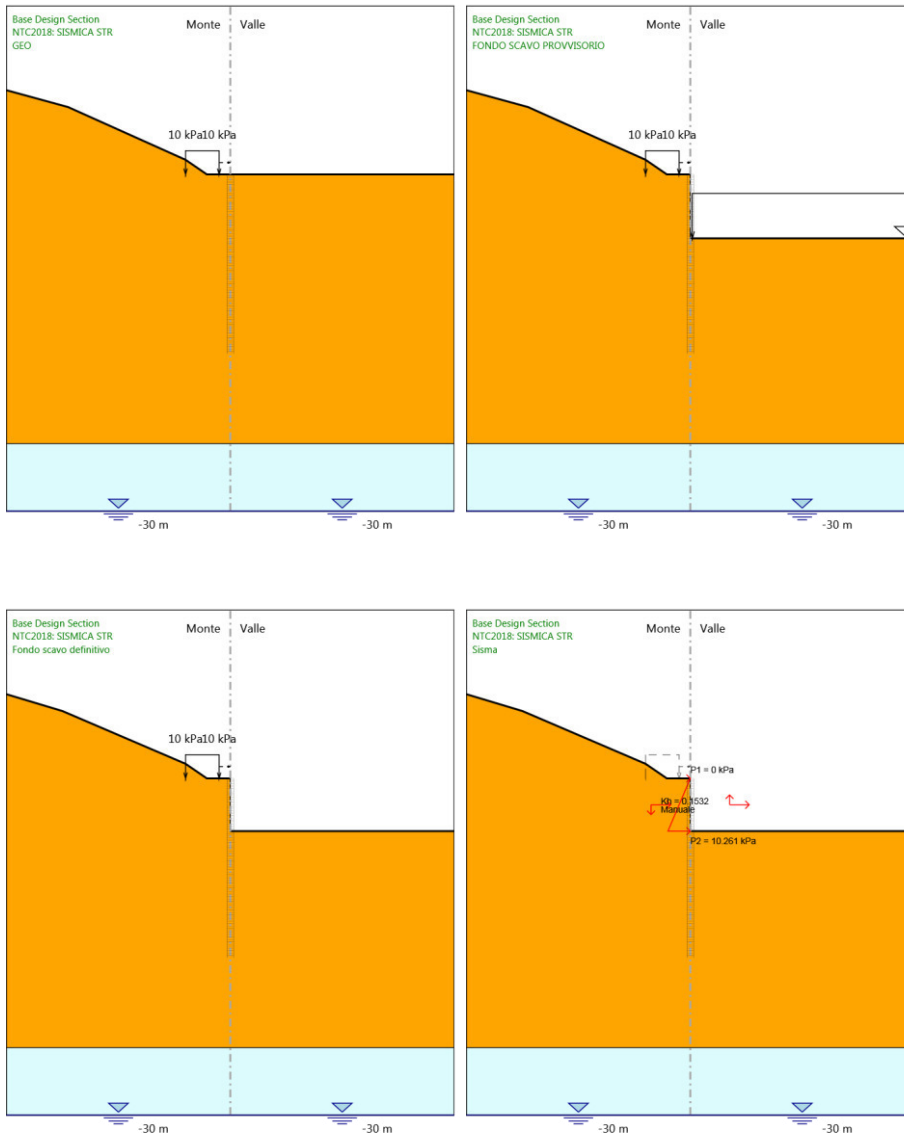 Base Design Section
NTC2018: SISMICA STR
GEO
Monte Valle
10 kPa10 kPa
-30 m -30 m
Base Design Section
NTC2018: SISMICA STR
FONDO SCAVO PROVVISORIO
Monte Valle
10 kPa10 kPa
-30 m -30 m
Base Design Section
NTC2018: SISMICA STR
Fondo scavo definitivo
Monte Valle
10 kPa10 kPa
-30 m -30 m
Base Design Section
NTC2018: SISMICA STR
Sisma
Monte Valle
P1 = 0 kPa
Kh = 0.1532
Manuale
P2 = 10.261 kPa
-30 m -30 m